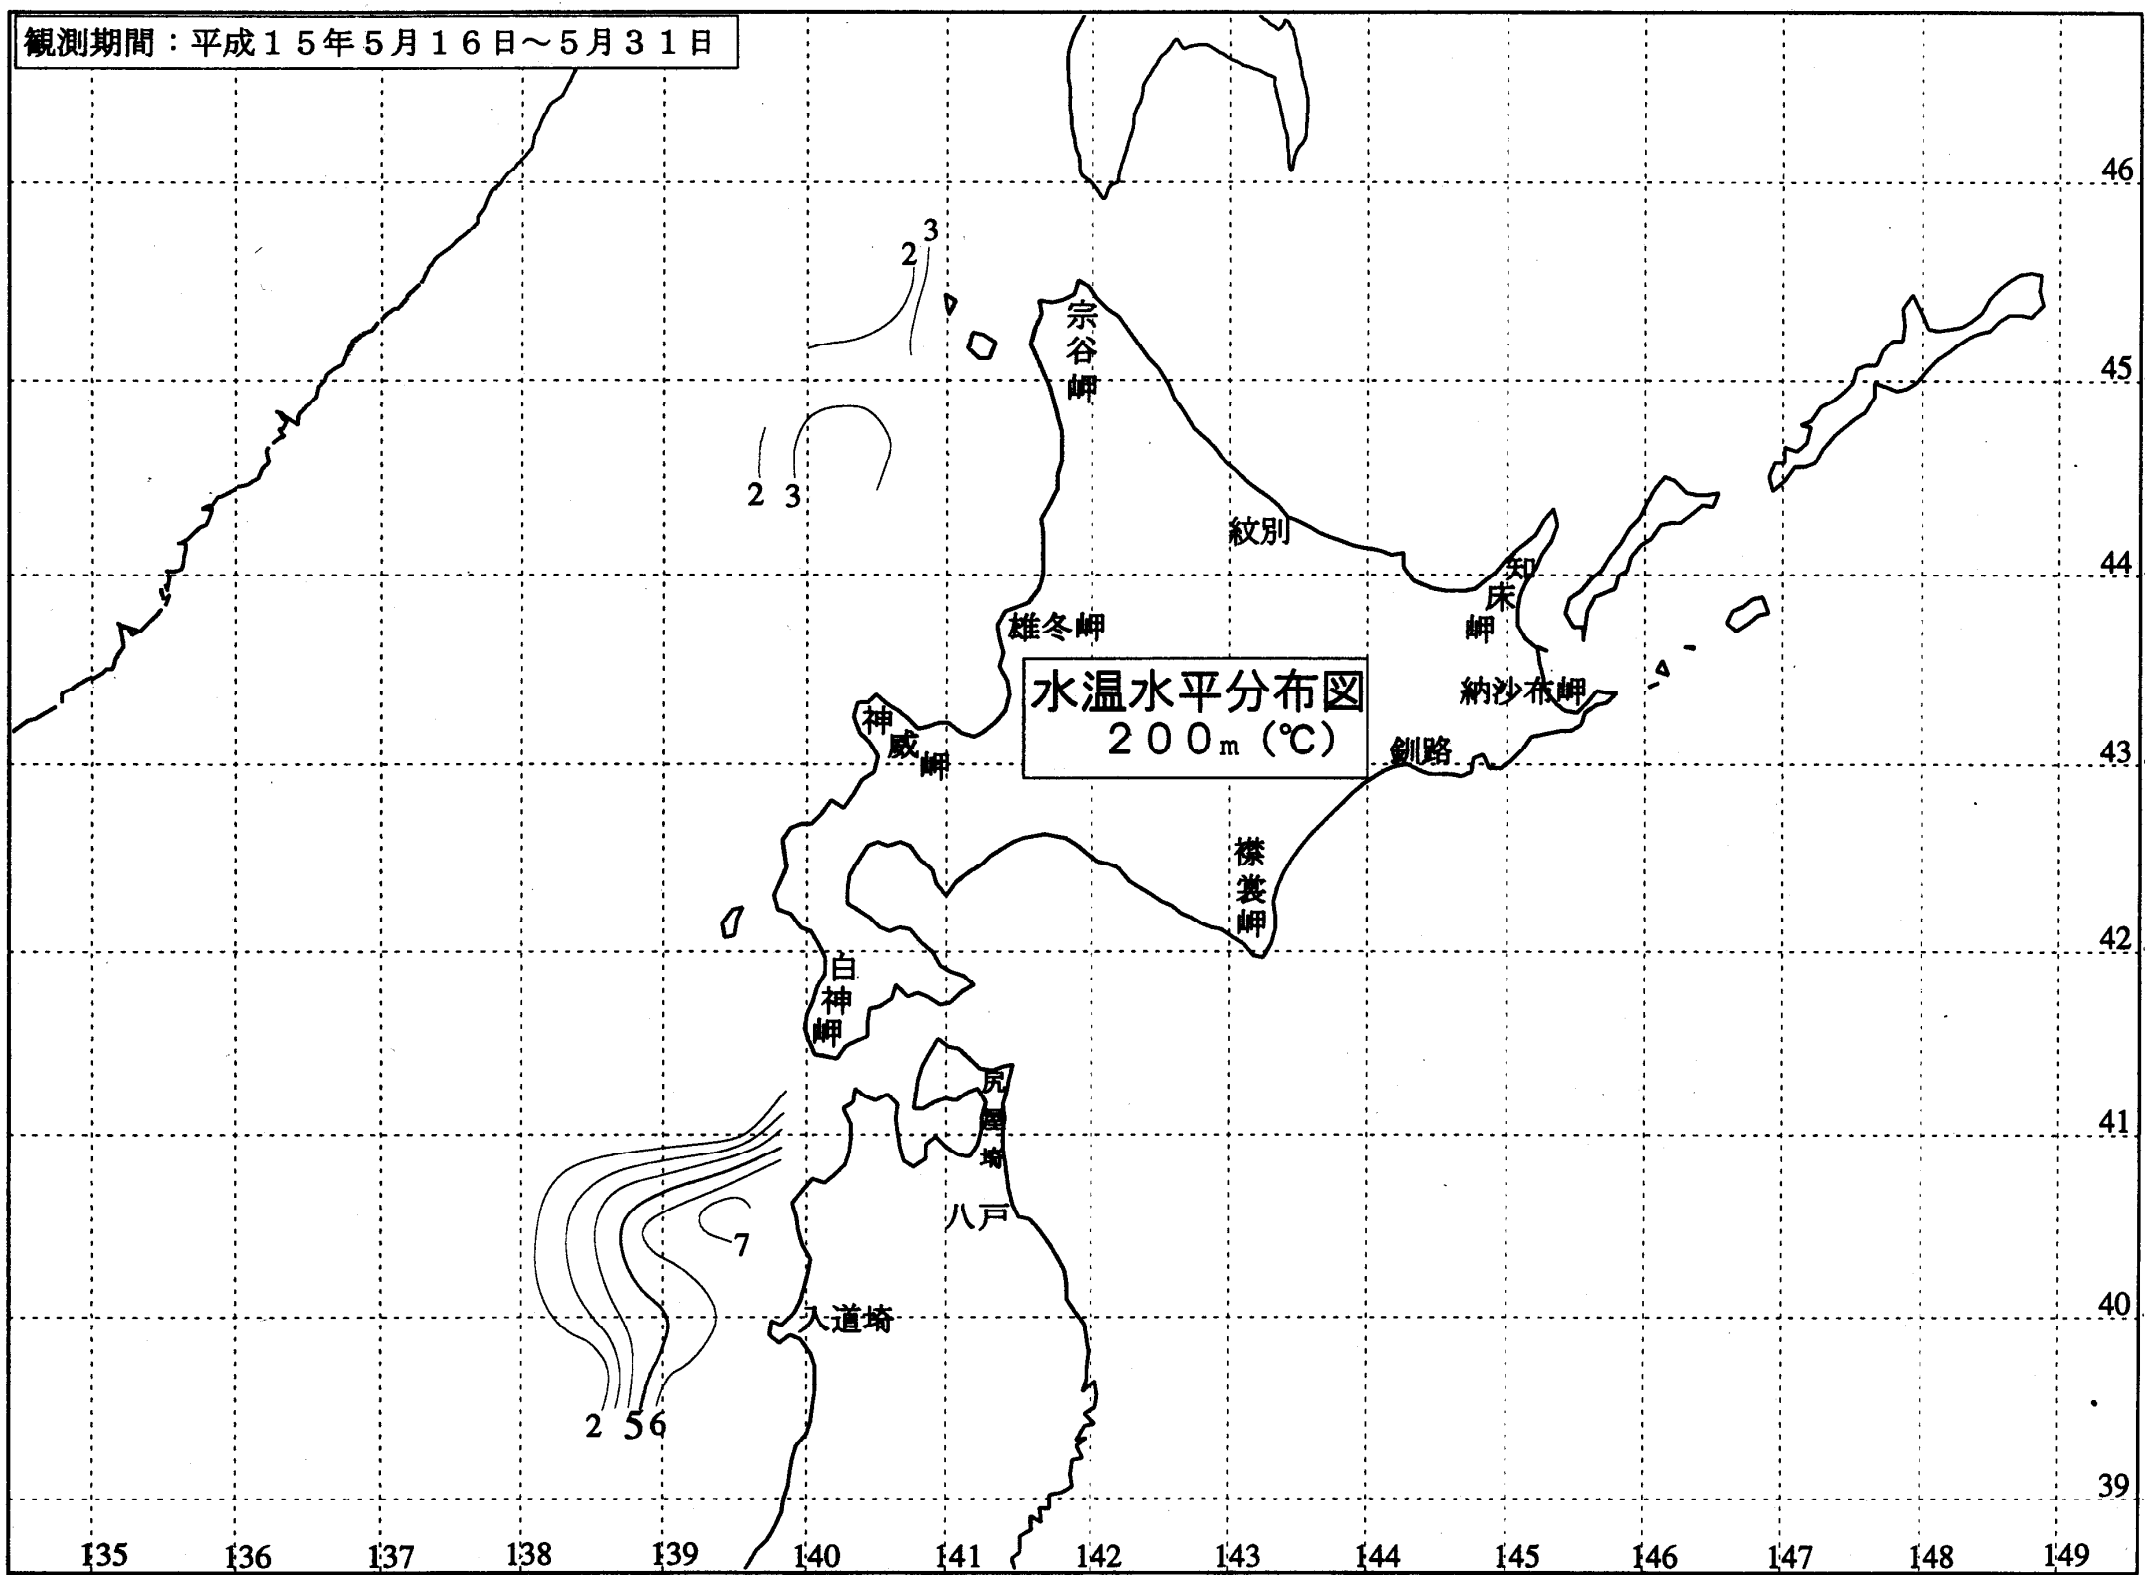 観測期間：平成１５年５月１６日～５月３１日
46
3
2
宗谷岬
45
2 3
紋別
44
知床岬
雄冬岬
水温水平分布図
２００ｍ（℃）
納沙布岬
神威岬
釧路
43
襟裳岬
42
白神岬
尻屋埼
41
八戸
7
40
入道埼
2 5 6
39
135 136 137 138 139 140 141 142 143 144 145 146 147 148 149